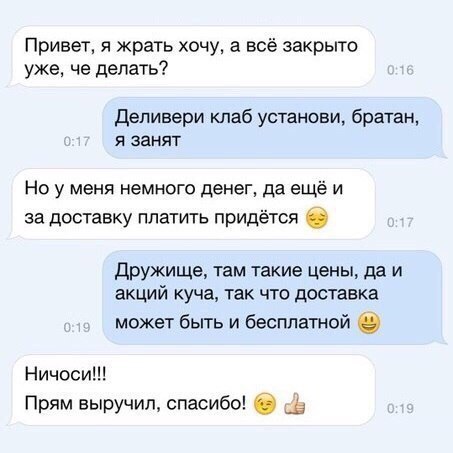 Привет, я жрать хочу, а всё закрыто
уже, че делать?
0:16
Деливери клаб установи, братан,
я занят
0:17
Но у меня немного денег, да ещё и
за доставку платить придётся 😔
0:17
Дружище, там такие цены, да и
акций куча, так что доставка
может быть и бесплатной 😃
0:19
Ничоси!!!
Прям выручил, спасибо! 😉 👍
0:19